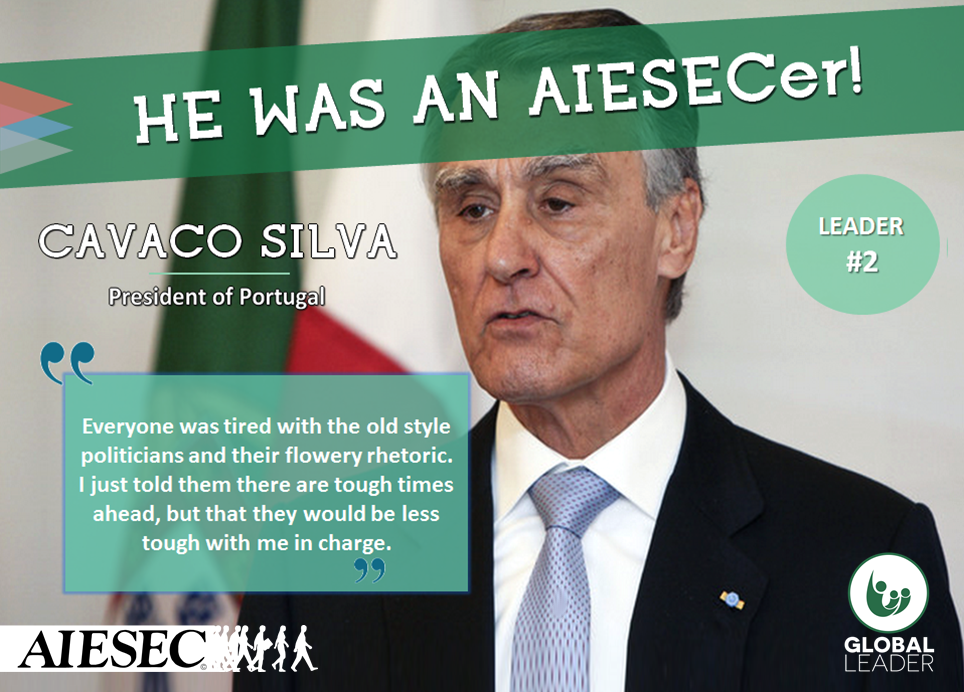 HE WAS AN AIESECer!
CAVACO SILVA
President of Portugal
LEADER
#2
“
Everyone was tired with the old style
politicians and their flowery rhetoric.
I just told them there are tough times
ahead, but that they would be less
tough with me in charge.
”
AIESEC©
GLOBAL
LEADER